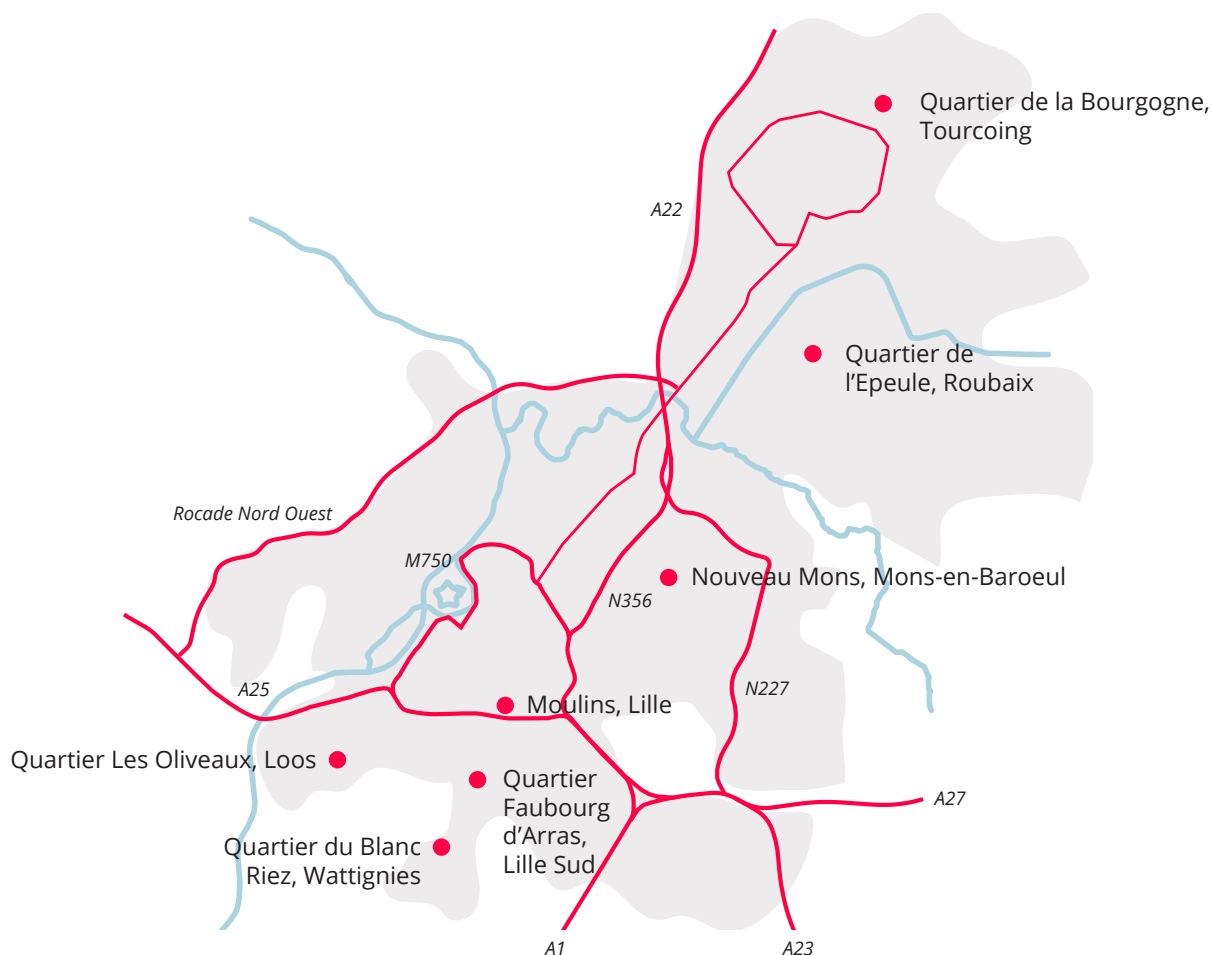 Quartier de la Bourgogne,
Tourcoing
A22
Quartier de
l'Epeule, Roubaix
Rocade Nord Ouest
M750
Nouveau Mons, Mons-en-Baroeul
N356
A25
N227
Moulins, Lille
Quartier Les Oliveaux, Loos
Quartier
Faubourg
d'Arras,
Lille Sud
A27
Quartier du Blanc
Riez, Wattignies
A1
A23